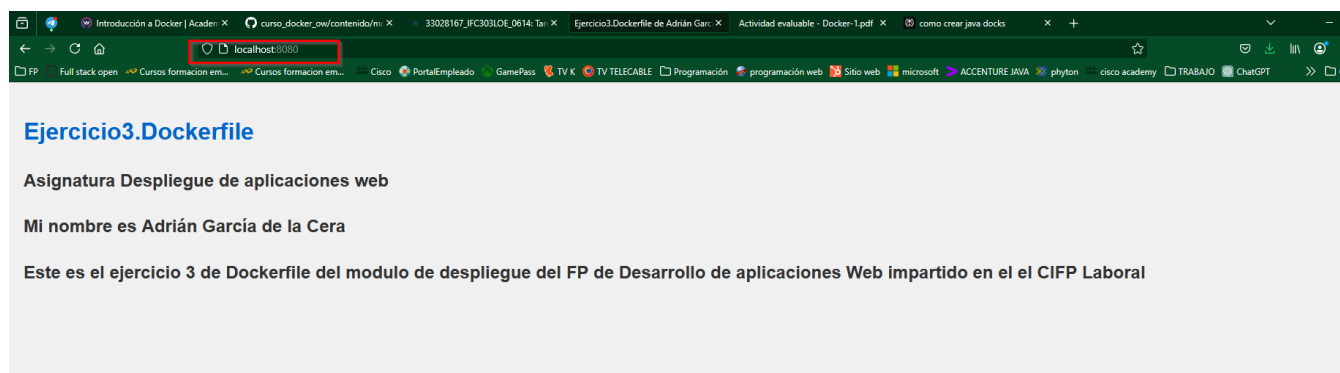 Introducción a Docker | Academ
curso_docker_ow/contenido/mo
33028167_IFC303LOE_0614: Tar
Ejercicio3.Dockerfile de Adrián Garc
Actividad evaluable - Docker-1.pdf
como crear java docks
localhost:8080
FP
Full stack open
Cursos formacion em...
Cursos formacion em...
Cisco
PortalEmpleado
GamePass
TV K
TV TELECABLE
Programación
programación web
Sitio web
microsoft
ACCENTURE JAVA
phyton
cisco academy
TRABAJO
ChatGPT
Ejercicio3.Dockerfile
Asignatura Despliegue de aplicaciones web
Mi nombre es Adrián García de la Cera
Este es el ejercicio 3 de Dockerfile del modulo de despliegue del FP de Desarrollo de aplicaciones Web impartido en el el CIFP Laboral